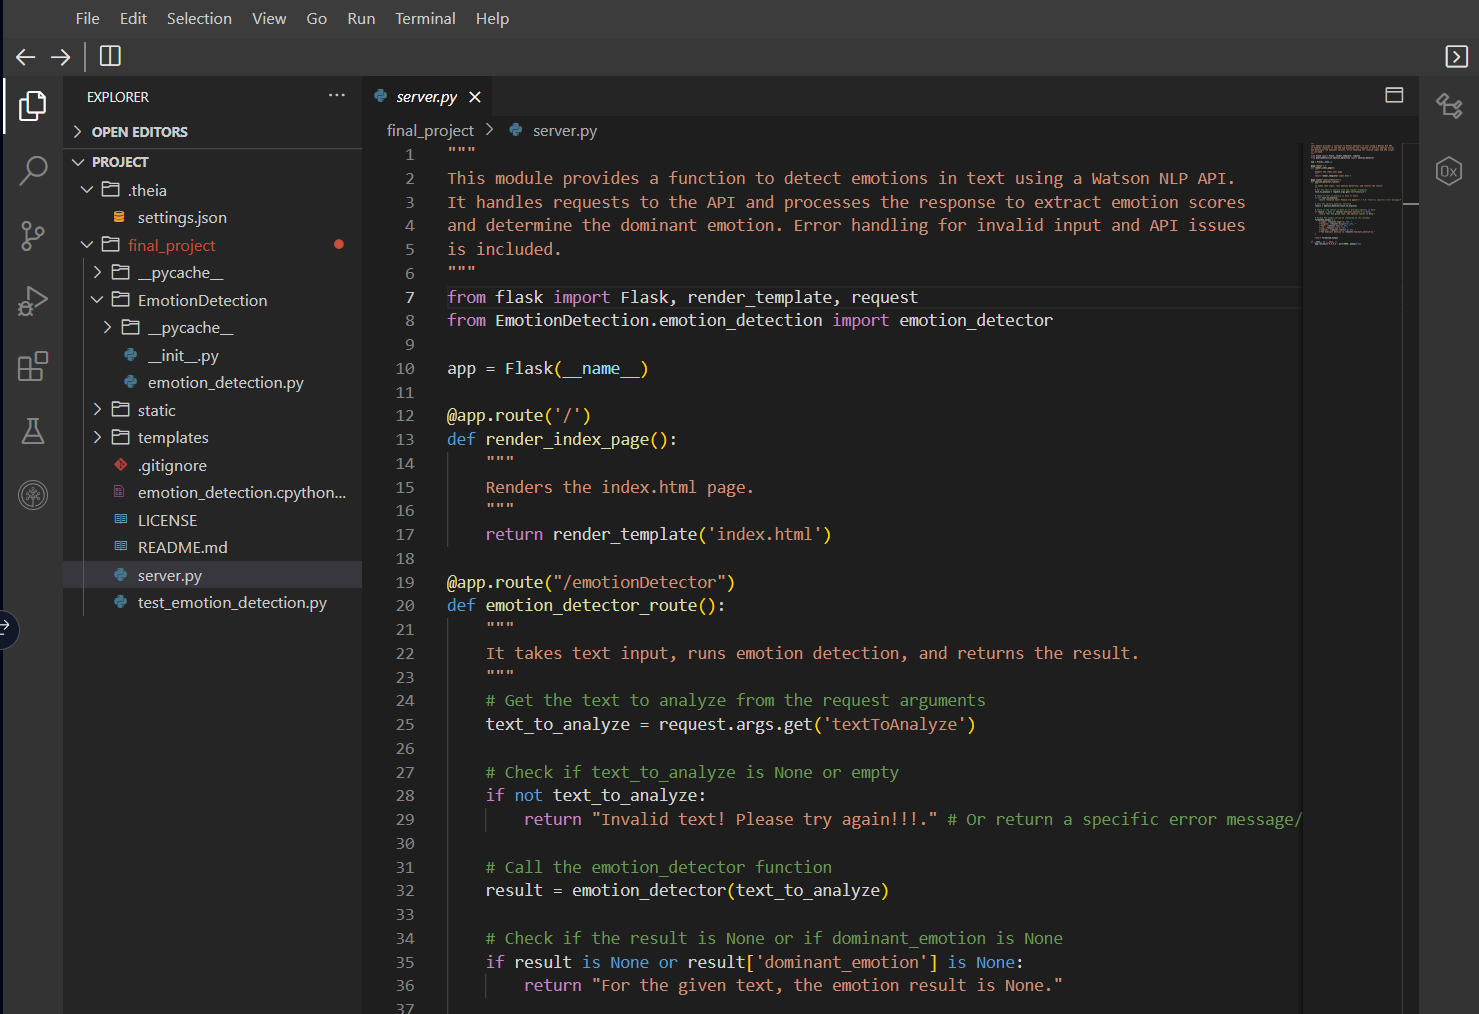 File Edit Selection View Go Run Terminal Help
EXPLORER
OPEN EDITORS
PROJECT
.theia
settings.json
final_project
__pycache__
EmotionDetection
__pycache__
__init__.py
emotion_detection.py
static
templates
.gitignore
emotion_detection.cpython...
LICENSE
README.md
server.py
test_emotion_detection.py
server.py
final_project > server.py
1 """
2 This module provides a function to detect emotions in text using a Watson NLP API.
3 It handles requests to the API and processes the response to extract emotion scores
4 and determine the dominant emotion. Error handling for invalid input and API issues
5 is included.
6 """
7 from flask import Flask, render_template, request
8 from EmotionDetection.emotion_detection import emotion_detector
9
10 app = Flask(__name__)
11
12 @app.route('/')
13 def render_index_page():
14     """
15     Renders the index.html page.
16     """
17     return render_template('index.html')
18
19 @app.route("/emotionDetector")
20 def emotion_detector_route():
21     """
22     It takes text input, runs emotion detection, and returns the result.
23     """
24     # Get the text to analyze from the request arguments
25     text_to_analyze = request.args.get('textToAnalyze')
26
27     # Check if text_to_analyze is None or empty
28     if not text_to_analyze:
29         return "Invalid text! Please try again!!!." # Or return a specific error message/
30
31     # Call the emotion_detector function
32     result = emotion_detector(text_to_analyze)
33
34     # Check if the result is None or if dominant_emotion is None
35     if result is None or result['dominant_emotion'] is None:
36         return "For the given text, the emotion result is None."
37
0x